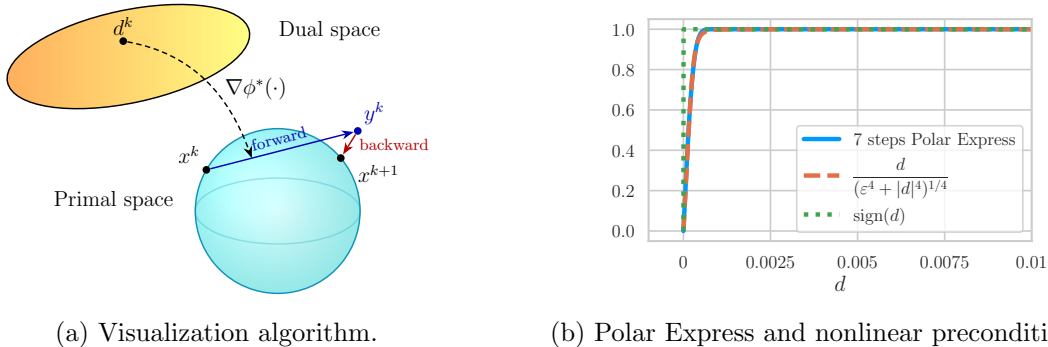 d^k
Dual space
∇ϕ*(·)
y^k
forward
backward
x^k
x^{k+1}
Primal space
(a) Visualization algorithm.
1.0
0.8
0.6
0.4
0.2
0.0
7 steps Polar Express
d
(ε^4 + |d|^4)^{1/4}
sign(d)
0
0.0025
0.005
0.0075
0.01
d
(b) Polar Express and nonlinear preconditi